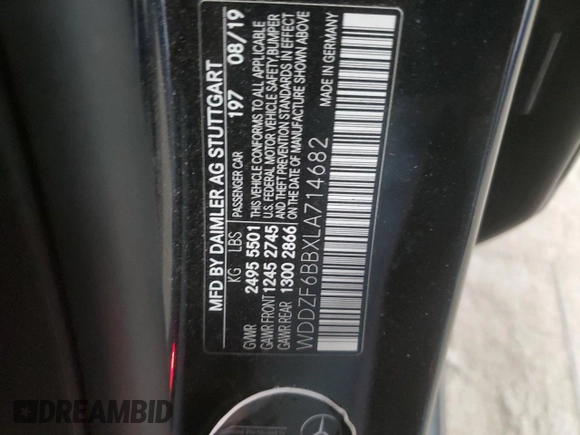 MFD BY DAIMLER AG STUTTGART
KG LBS PASSENGER CAR 197 08/19
GVWR 2495 5501
GAWR FRONT 1245 2745
GAWR REAR 1300 2866
THIS VEHICLE CONFORMS TO ALL APPLICABLE
U.S. FEDERAL MOTOR VEHICLE SAFETY, BUMPER
AND THEFT PREVENTION STANDARDS IN EFFECT
ON THE DATE OF MANUFACTURE SHOWN ABOVE
WDDZF6BBXLA714682 MADE IN GERMANY
DREAMBID